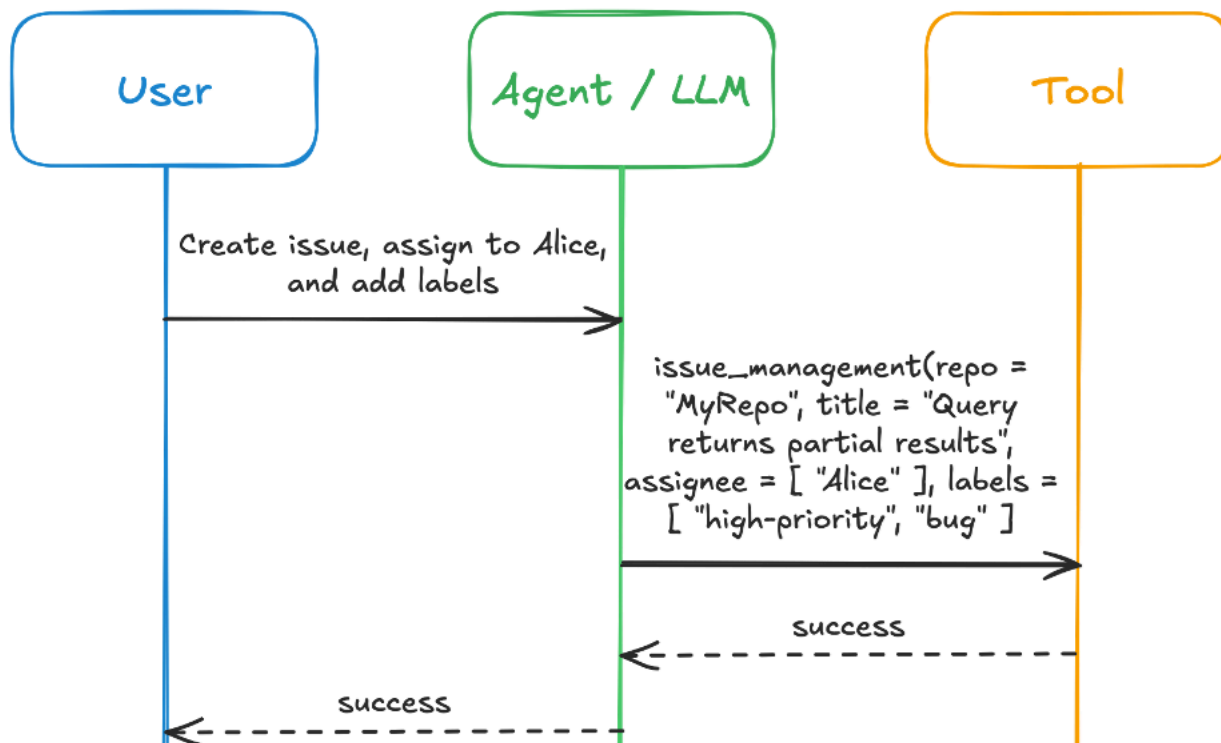 User
Agent / LLM
Tool
Create issue, assign to Alice,
and add labels
issue_management(repo =
"MyRepo", title = "Query
returns partial results",
assignee = [ "Alice" ], labels =
[ "high-priority", "bug" ]
success
success